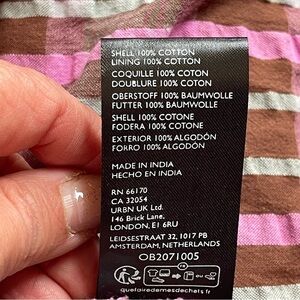 SHELL 100% COTTON
LINING 100% COTTON
COQUILLE 100% COTON
DOUBLURE 100% COTON
OBERSTOFF 100% BAUMWOLLE
FUTTER 100% BAUMWOLLE
SHELL 100% COTONE
FODERA 100% COTONE
EXTERIOR 100% ALGODÓN
FORRO 100% ALGODÓN
MADE IN INDIA
HECHO EN INDIA
RN 66170
CA 32054
URBN UK Ltd.
146 Brick Lane,
LONDON, E1 6RU
LEIDSESTRAAT 32, 1017 PB
AMSTERDAM, NETHERLANDS
OB2071005
quefairedemesdechets.fr